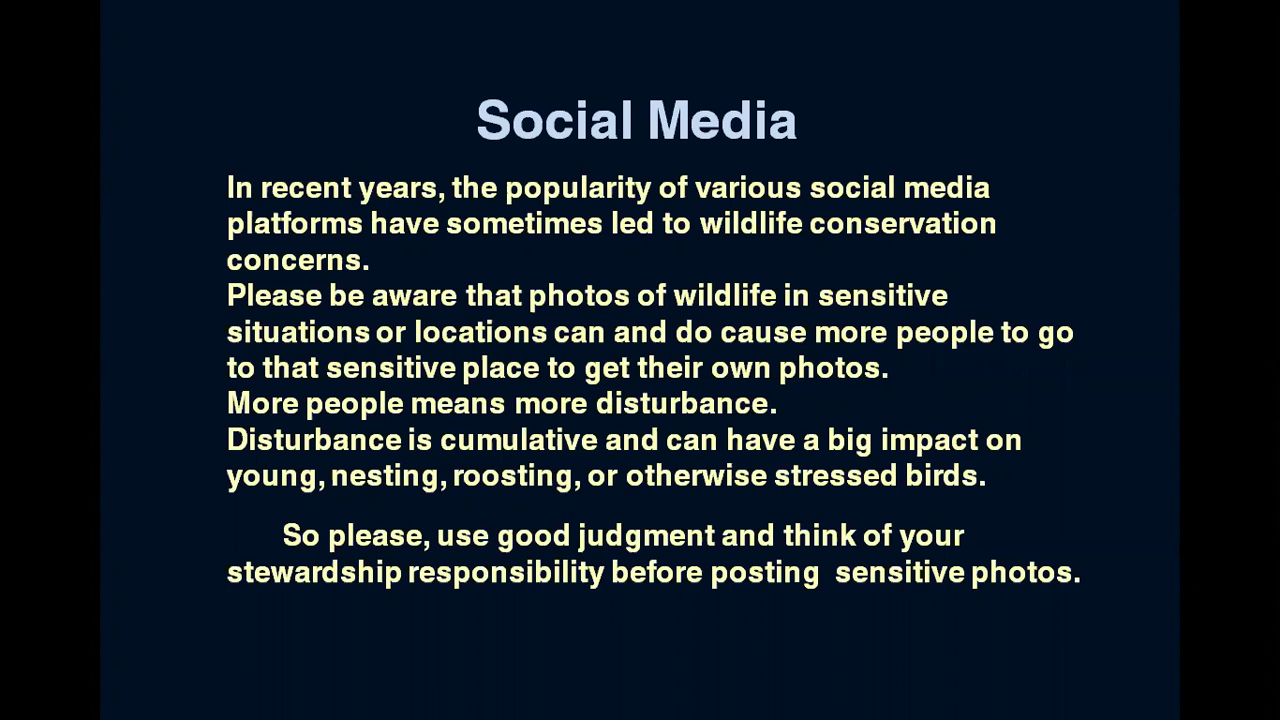 Social Media
In recent years, the popularity of various social media
platforms have sometimes led to wildlife conservation
concerns.
Please be aware that photos of wildlife in sensitive
situations or locations can and do cause more people to go
to that sensitive place to get their own photos.
More people means more disturbance.
Disturbance is cumulative and can have a big impact on
young, nesting, roosting, or otherwise stressed birds.
So please, use good judgment and think of your
stewardship responsibility before posting  sensitive photos.